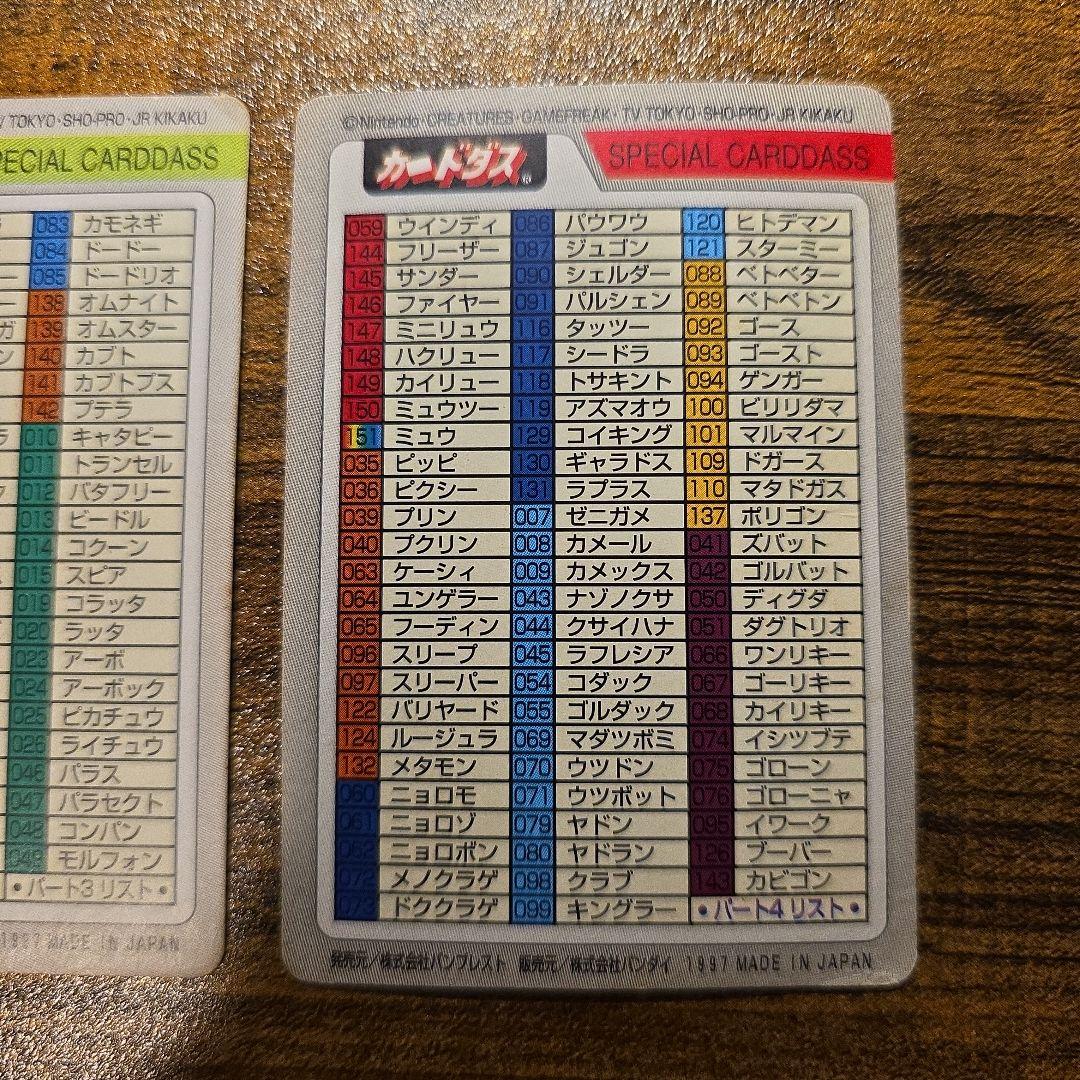 TOKYO・SHO-PRO・JR KIKAKU
SPECIAL CARDDASS
083 カモネギ
084 ドードー
085 ドードリオ
138 オムナイト
139 オムスター
140 カブト
141 カブトプス
142 プテラ
010 キャタピー
011 トランセル
012 バタフリー
013 ビードル
014 コクーン
015 スピア
019 コラッタ
020 ラッタ
023 アーボ
024 アーボック
025 ピカチュウ
026 ライチュウ
046 パラス
047 パラセクト
048 コンパン
049 モルフォン
•パート3 リスト•
1997 MADE IN JAPAN
©Nintendo・CREATURES・GAMEFREAK・TV TOKYO・SHO-PRO・JR KIKAKU
カードダス®
SPECIAL CARDDASS
059 ウインディ
144 フリーザー
145 サンダー
146 ファイヤー
147 ミニリュウ
148 ハクリュー
149 カイリュー
150 ミュウツー
151 ミュウ
035 ピッピ
036 ピクシー
039 プリン
040 プクリン
063 ケーシィ
064 ユンゲラー
065 フーディン
096 スリープ
097 スリーパー
122 バリヤード
124 ルージュラ
132 メタモン
060 ニョロモ
061 ニョロゾ
062 ニョロボン
072 メノクラゲ
073 ドククラゲ
086 パウワウ
087 ジュゴン
090 シェルダー
091 パルシェン
116 タッツー
117 シードラ
118 トサキント
119 アズマオウ
129 コイキング
130 ギャラドス
131 ラプラス
007 ゼニガメ
008 カメール
009 カメックス
043 ナゾノクサ
044 クサイハナ
045 ラフレシア
054 コダック
055 ゴルダック
069 マダツボミ
070 ウツドン
071 ウツボット
079 ヤドン
080 ヤドラン
098 クラブ
099 キングラー
120 ヒトデマン
121 スターミー
088 ベトベター
089 ベトベトン
092 ゴース
093 ゴースト
094 ゲンガー
100 ビリリダマ
101 マルマイン
109 ドガース
110 マタドガス
137 ポリゴン
041 ズバット
042 ゴルバット
050 ディグダ
051 ダグトリオ
066 ワンリキー
067 ゴーリキー
068 カイリキー
074 イシツブテ
075 ゴローン
076 ゴローニャ
095 イワーク
126 ブーバー
143 カビゴン
•パート4 リスト•
発売元／株式会社バンプレスト 販売元／株式会社バンダイ 1997 MADE IN JAPAN